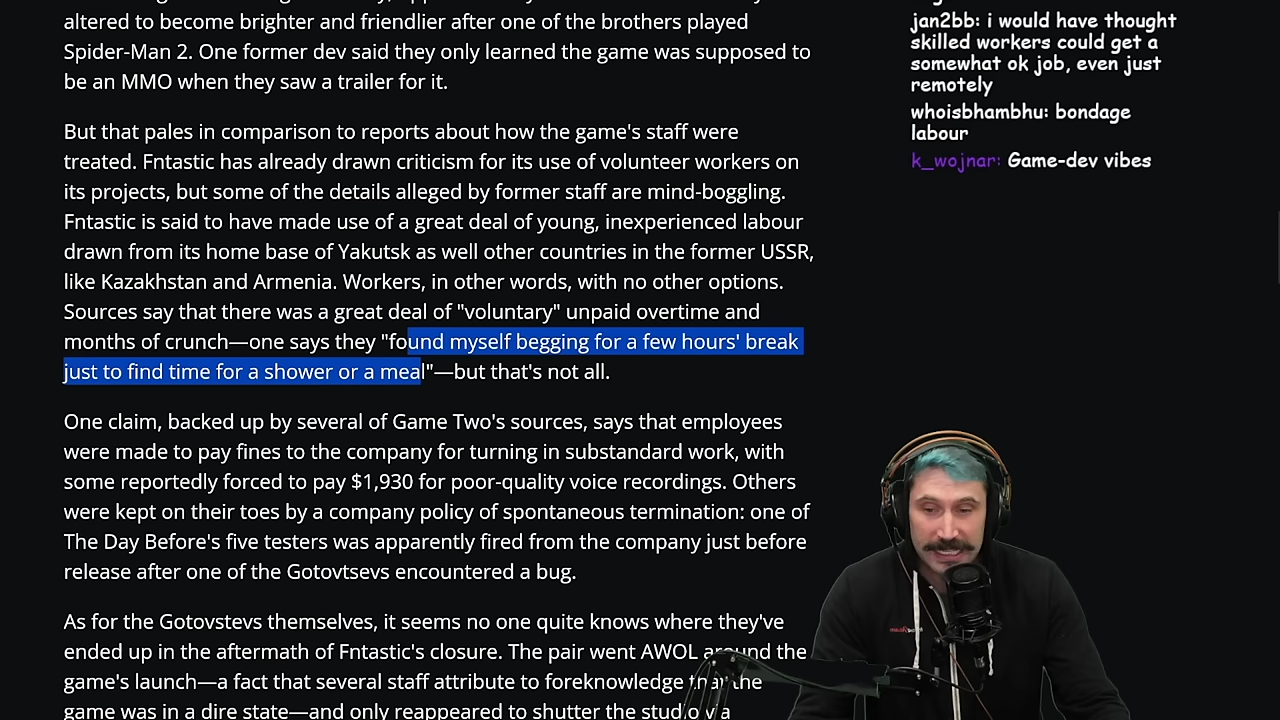 altered to become brighter and friendlier after one of the brothers played
Spider-Man 2. One former dev said they only learned the game was supposed to
be an MMO when they saw a trailer for it.
But that pales in comparison to reports about how the game's staff were
treated. Fntastic has already drawn criticism for its use of volunteer workers on
its projects, but some of the details alleged by former staff are mind-boggling.
Fntastic is said to have made use of a great deal of young, inexperienced labour
drawn from its home base of Yakutsk as well other countries in the former USSR,
like Kazakhstan and Armenia. Workers, in other words, with no other options.
Sources say that there was a great deal of "voluntary" unpaid overtime and
months of crunch—one says they "found myself begging for a few hours' break
just to find time for a shower or a meal"—but that's not all.
One claim, backed up by several of Game Two's sources, says that employees
were made to pay fines to the company for turning in substandard work, with
some reportedly forced to pay $1,930 for poor-quality voice recordings. Others
were kept on their toes by a company policy of spontaneous termination: one of
The Day Before's five testers was apparently fired from the company just before
release after one of the Gotovtsevs encountered a bug.
As for the Gotovstevs themselves, it seems no one quite knows where they've
ended up in the aftermath of Fntastic's closure. The pair went AWOL around the
game's launch—a fact that several staff attribute to foreknowledge that the
game was in a dire state—and only reappeared to shutter the studio via
jan2bb: i would have thought
skilled workers could get a
somewhat ok job, even just
remotely
whoisbhambhu: bondage
labour
k_wojnar: Game-dev vibes